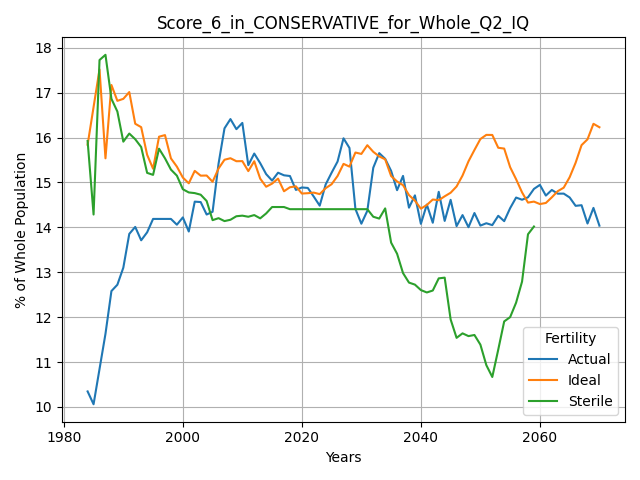 Score_6_in_CONSERVATIVE_for_Whole_Q2_IQ
% of Whole Population
18
17
16
15
14
13
12
11
10
1980
2000
2020
2040
2060
Years
Fertility
Actual
Ideal
Sterile